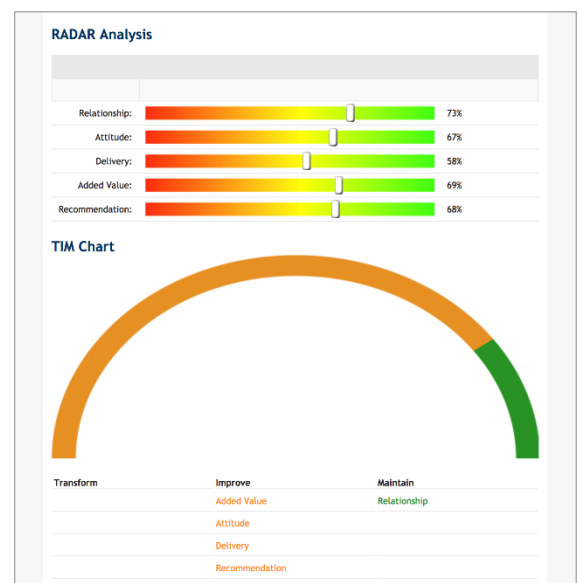 RADAR Analysis
Relationship: 73%
Attitude: 67%
Delivery: 58%
Added Value: 69%
Recommendation: 68%
TIM Chart
Transform Improve Maintain
Added Value Relationship
Attitude
Delivery
Recommendation